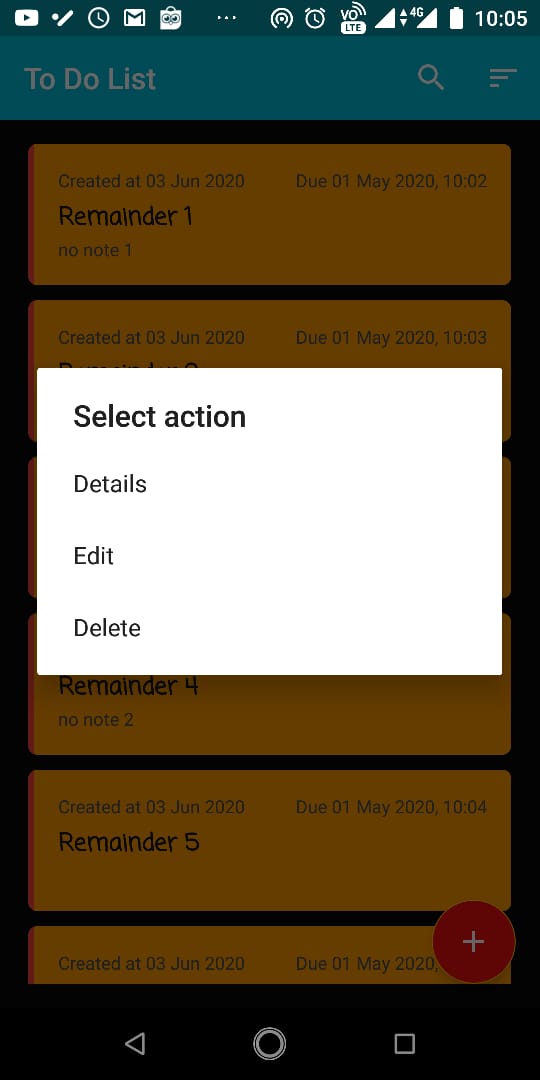 VO LTE 4G 10:05
To Do List
Created at 03 Jun 2020 Due 01 May 2020, 10:02
Remainder 1
no note 1
Created at 03 Jun 2020 Due 01 May 2020, 10:03
Select action
Details
Edit
Delete
Remainder 4
no note 2
Created at 03 Jun 2020 Due 01 May 2020, 10:04
Remainder 5
Created at 03 Jun 2020 Due 01 May 2020,